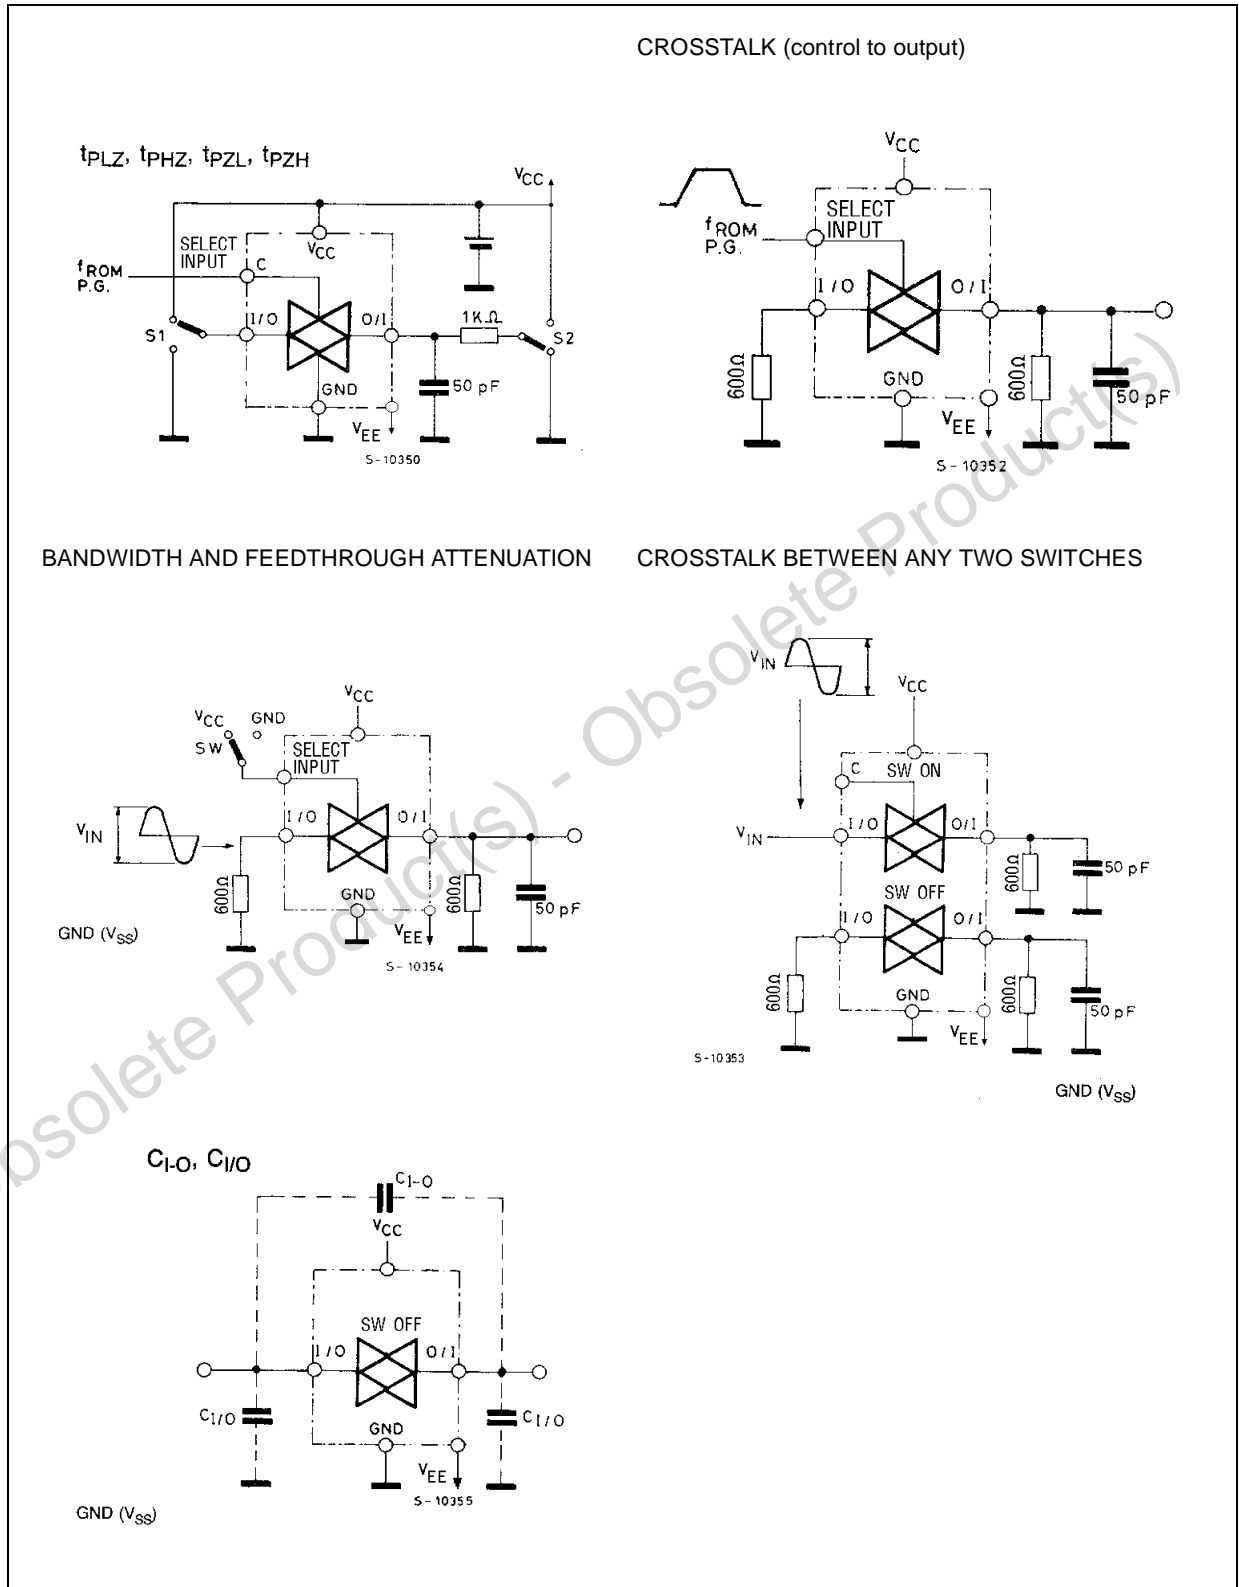 CROSSTALK (control to output)
tPLZ, tPHZ, tPZL, tPZH
VCC
SELECT
INPUT
VCC
fROM
P.G.
C
I/O
O/I
1KΩ
S1
S2
GND
50 pF
VEE
S-10350
VCC
SELECT
INPUT
fROM
P.G.
I/O
O/I
600Ω
GND
600Ω
50 pF
VEE
S-10352
BANDWIDTH AND FEEDTHROUGH ATTENUATION
CROSSTALK BETWEEN ANY TWO SWITCHES
VCC
VCC
GND
SW
SELECT
INPUT
VIN
I/O
O/I
600Ω
GND
600Ω
50 pF
VEE
GND (VSS)
S-10354
VIN
VCC
C
SW ON
VIN
I/O
O/I
600Ω
50 pF
SW OFF
I/O
O/I
600Ω
GND
600Ω
50 pF
VEE
S-10353
GND (VSS)
CI-O, CI/O
CI-O
VCC
SW OFF
I/O
O/I
CI/O
GND
CI/O
VEE
S-10355
GND (VSS)
Obsolete Product(s) - Obsolete Product(s)